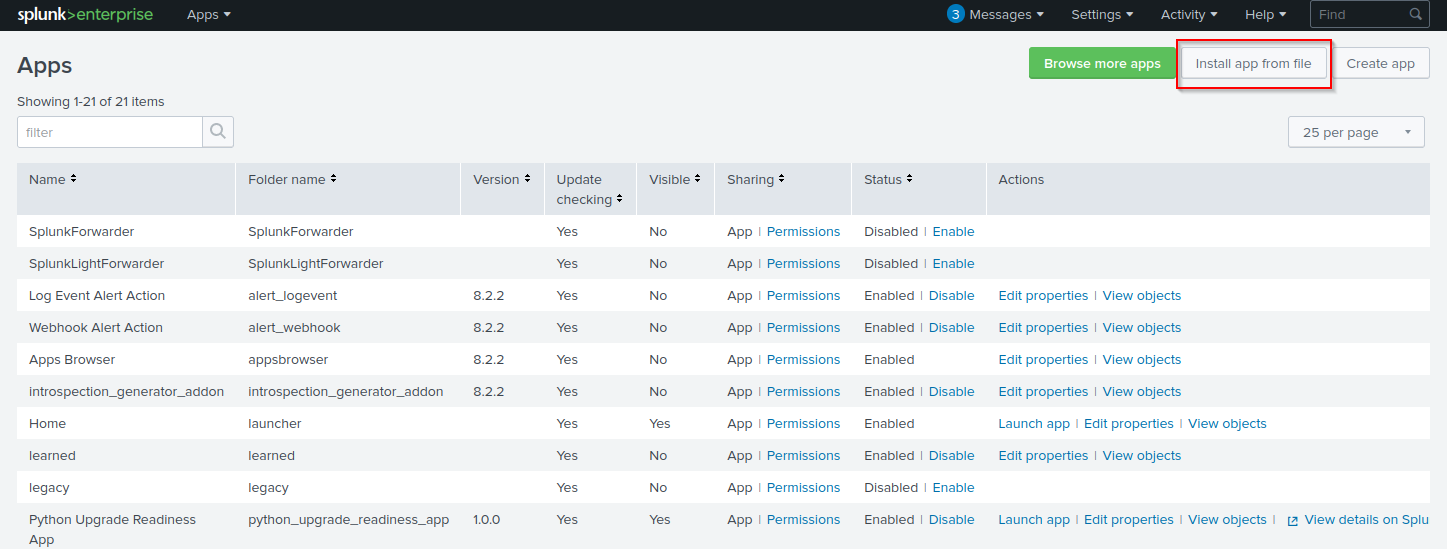 splunk>enterprise Apps 3 Messages Settings Activity Help Find
Apps Browse more apps Install app from file Create app
Showing 1-21 of 21 items
filter 25 per page
Name Folder name Version Update checking Visible Sharing Status Actions
SplunkForwarder SplunkForwarder Yes No App | Permissions Disabled | Enable
SplunkLightForwarder SplunkLightForwarder Yes No App | Permissions Disabled | Enable
Log Event Alert Action alert_logevent 8.2.2 Yes No App | Permissions Enabled | Disable Edit properties | View objects
Webhook Alert Action alert_webhook 8.2.2 Yes No App | Permissions Enabled | Disable Edit properties | View objects
Apps Browser appsbrowser 8.2.2 Yes No App | Permissions Enabled Edit properties | View objects
introspection_generator_addon introspection_generator_addon 8.2.2 Yes No App | Permissions Enabled | Disable Edit properties | View objects
Home launcher Yes Yes App | Permissions Enabled Launch app | Edit properties | View objects
learned learned Yes No App | Permissions Enabled | Disable Edit properties | View objects
legacy legacy Yes No App | Permissions Disabled | Enable
Python Upgrade Readiness App python_upgrade_readiness_app 1.0.0 Yes Yes App | Permissions Enabled | Disable Launch app | Edit properties | View objects | View details on Splu